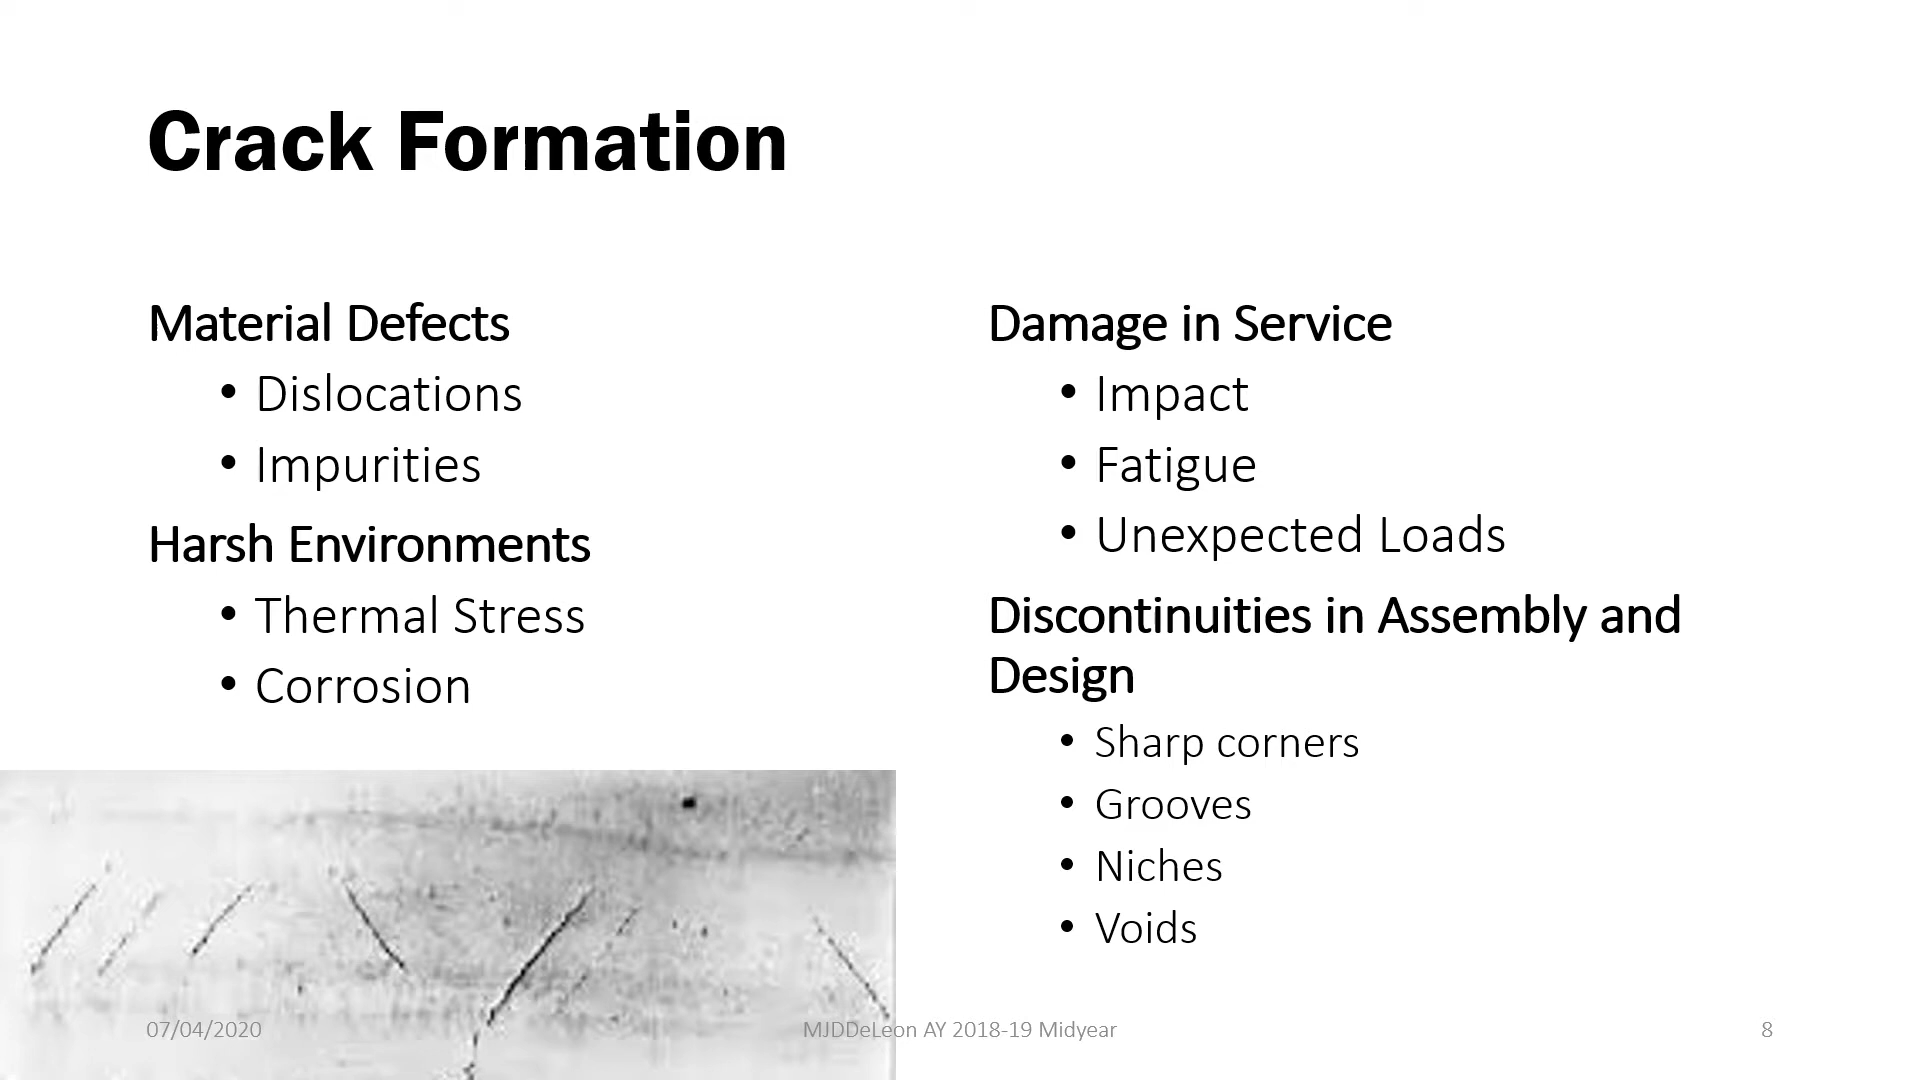 Crack Formation
Material Defects
• Dislocations
• Impurities
Harsh Environments
• Thermal Stress
• Corrosion
Damage in Service
• Impact
• Fatigue
• Unexpected Loads
Discontinuities in Assembly and
Design
• Sharp corners
• Grooves
• Niches
• Voids
07/04/2020
MJDDeLeon AY 2018-19 Midyear
8